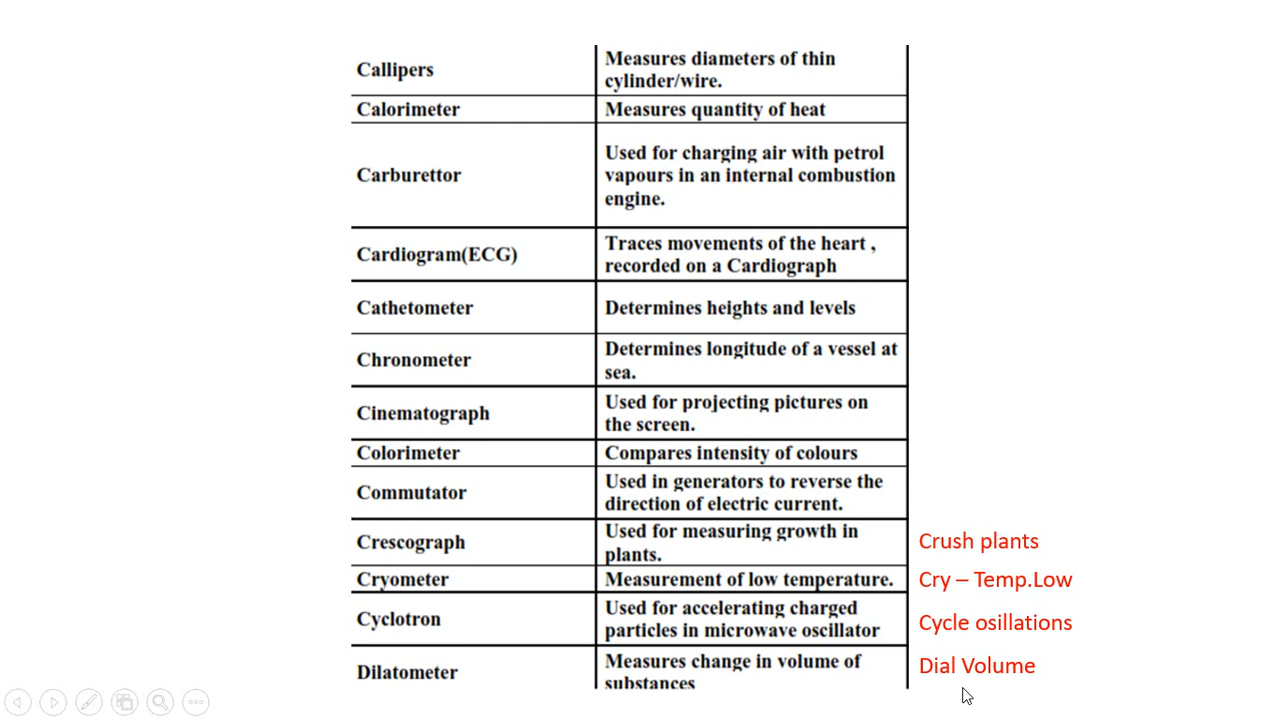 Callipers
Measures diameters of thin
cylinder/wire.
Calorimeter
Measures quantity of heat
Carburettor
Used for charging air with petrol
vapours in an internal combustion
engine.
Cardiogram(ECG)
Traces movements of the heart ,
recorded on a Cardiograph
Cathetometer
Determines heights and levels
Chronometer
Determines longitude of a vessel at
sea.
Cinematograph
Used for projecting pictures on
the screen.
Colorimeter
Compares intensity of colours
Commutator
Used in generators to reverse the
direction of electric current.
Crescograph
Used for measuring growth in
plants.
Crush plants
Cryometer
Measurement of low temperature.
Cry – Temp.Low
Cyclotron
Used for accelerating charged
particles in microwave oscillator
Cycle osillations
Dilatometer
Measures change in volume of
substances
Dial Volume